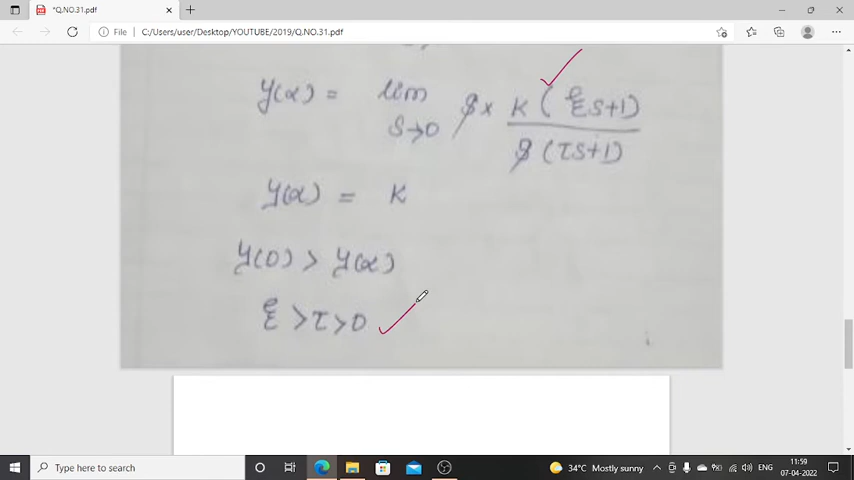 *Q.NO.31.pdf
File
C:/Users/user/Desktop/YOUTUBE/2019/Q.NO.31.pdf
y(α) = lim S→0 $ × K ( ξS+1) / $ (τS+1)
y(α) = K
y(0) > y(α)
ξ > τ > 0
Type here to search
34°C Mostly sunny
ENG
11:59
07-04-2022